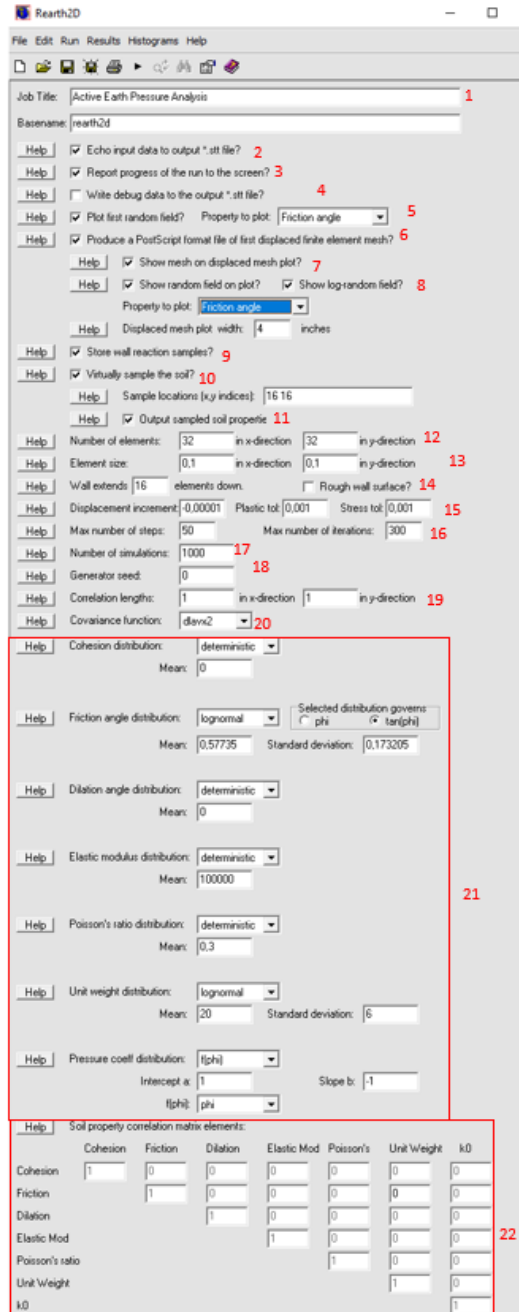 Rearth2D
File Edit Run Results Histograms Help
Job Title: Active Earth Pressure Analysis 1
Basename: rearth2d
Help Echo input data to output *.stt file? 2
Help Report progress of the run to the screen? 3
Help Write debug data to the output *.stt file? 4
Help Plot first random field? Property to plot: Friction angle 5
Help Produce a PostScript format file of first displaced finite element mesh? 6
Help Show mesh on displaced mesh plot? 7
Help Show random field on plot? Show log-random field? 8
Property to plot: Friction angle
Help Displaced mesh plot width: 4 inches
Help Store wall reaction samples? 9
Help Virtually sample the soil? 10
Help Sample locations (x,y indices): 16 16
Help Output sampled soil propertie 11
Help Number of elements: 32 in x-direction 32 in y-direction 12
Help Element size: 0,1 in x-direction 0,1 in y-direction 13
Help Wall extends 16 elements down. Rough wall surface? 14
Help Displacement increment: -0,00001 Plastic tol: 0,001 Stress tol: 0,001 15
Help Max number of steps: 50 Max number of iterations: 300 16
Help Number of simulations: 1000 17
Help Generator seed: 0 18
Help Correlation lengths: 1 in x-direction 1 in y-direction 19
Help Covariance function: dlavx2 20
Help Cohesion distribution: deterministic
Mean: 0
Help Friction angle distribution: lognormal Selected distribution governs phi tan(phi)
Mean: 0,57735 Standard deviation: 0,173205
Help Dilation angle distribution: deterministic
Mean: 0
Help Elastic modulus distribution: deterministic
Mean: 100000
21
Help Poisson's ratio distribution: deterministic
Mean: 0,3
Help Unit weight distribution: lognormal
Mean: 20 Standard deviation: 6
Help Pressure coeff distribution: f(phi)
Intercept a: 1 Slope b: -1
f(phi): phi
Help Soil property correlation matrix elements:
Cohesion Friction Dilation Elastic Mod Poisson's Unit Weight k0
Cohesion 1 0 0 0 0 0 0
Friction 1 0 0 0 0 0
Dilation 1 0 0 0 0
Elastic Mod 1 0 0 0 22
Poisson's ratio 1 0 0
Unit Weight 1 0
k0 1